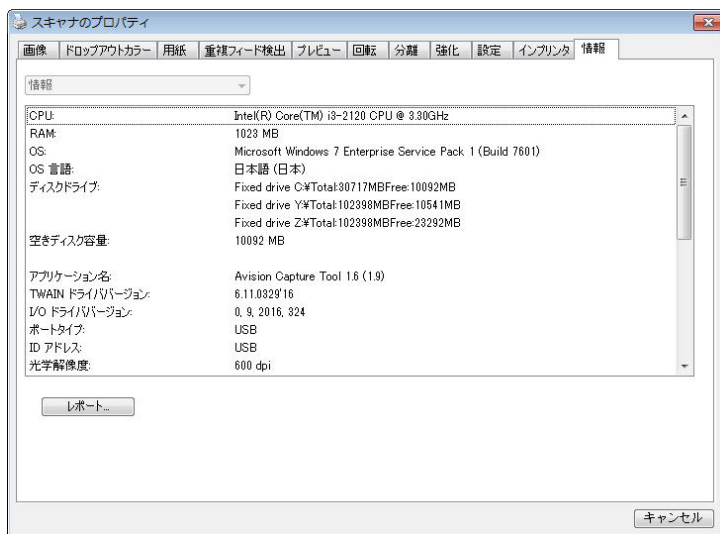 スキャナのプロパティ
画像 ドロップアウトカラー 用紙 重複フィード検出 プレビュー 回転 分離 強化 設定 インプリンタ 情報
情報
CPU: Intel(R) Core(TM) i3-2120 CPU @ 3.30GHz
RAM: 1023 MB
OS: Microsoft Windows 7 Enterprise Service Pack 1 (Build 7601)
OS 言語: 日本語 (日本)
ディスクドライブ: Fixed drive C:¥Total:30717MBFree:10092MB
Fixed drive Y:¥Total:102398MBFree:10541MB
Fixed drive Z:¥Total:102398MBFree:23292MB
空きディスク容量: 10092 MB
アプリケーション名: Avision Capture Tool 1.6 (1.9)
TWAIN ドライババージョン: 6.11.0329'16
I/O ドライババージョン: 0, 9, 2016, 324
ポートタイプ: USB
ID アドレス: USB
光学解像度: 600 dpi
レポート...
キャンセル